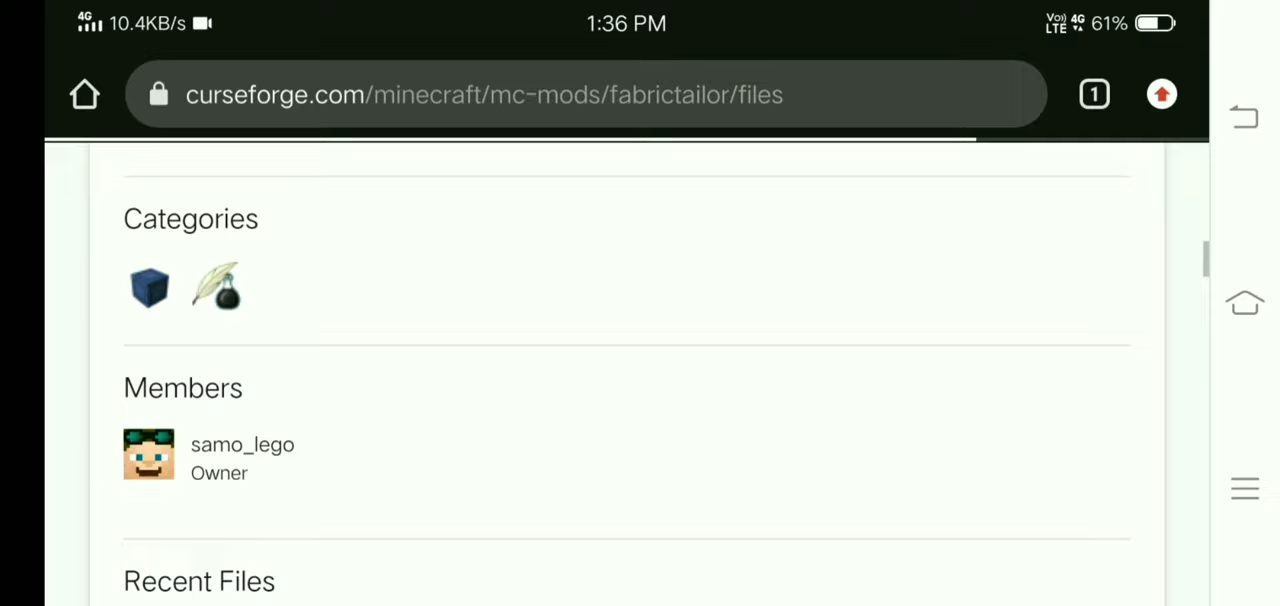 4G 10.4KB/s 1:36 PM Vo)) LTE 4G 61%
curseforge.com/minecraft/mc-mods/fabrictailor/files 1
Categories
Members
samo_lego
Owner
Recent Files